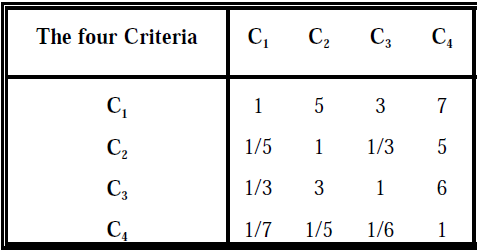 The four Criteria C₁ C₂ C₃ C₄
C₁ 1 5 3 7
C₂ 1/5 1 1/3 5
C₃ 1/3 3 1 6
C₄ 1/7 1/5 1/6 1